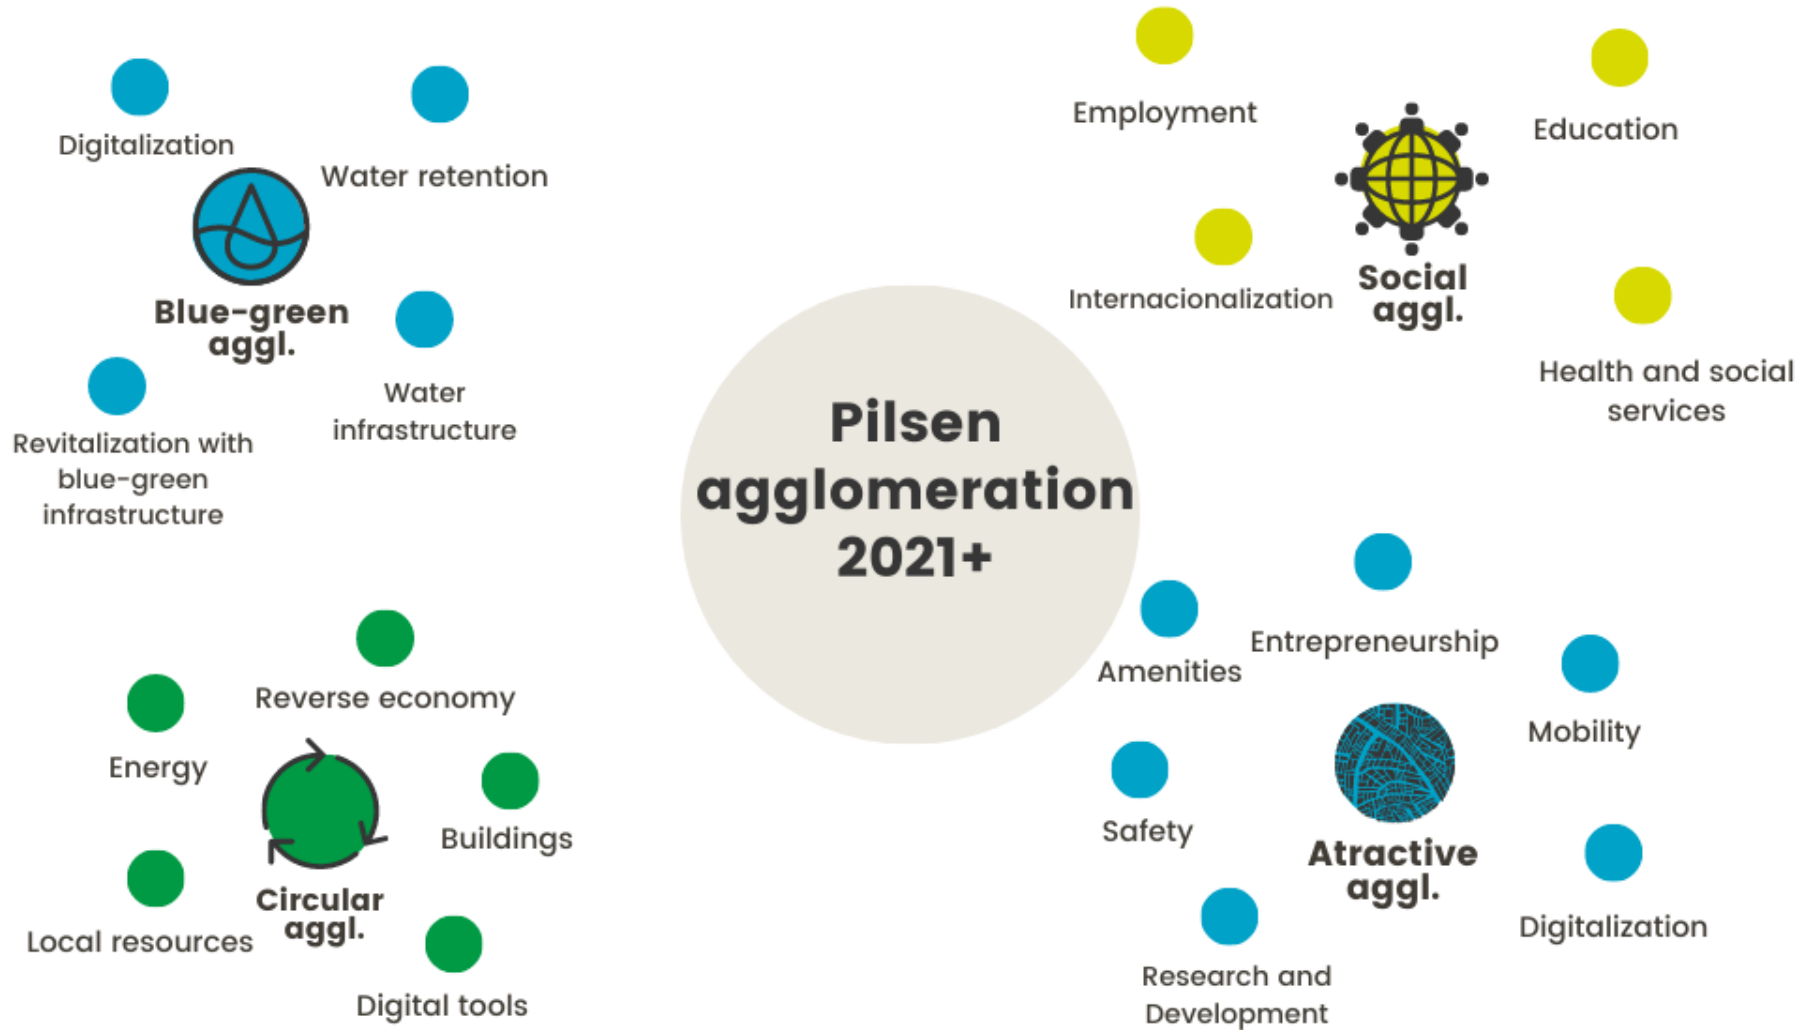 Digitalization
Water retention
Blue-green
aggl.
Water
infrastructure
Revitalization with
blue-green
infrastructure
Employment
Education
Internacionalization
Social
aggl.
Health and social
services
Pilsen
agglomeration
2021+
Reverse economy
Energy
Buildings
Circular
aggl.
Local resources
Digital tools
Entrepreneurship
Amenities
Mobility
Safety
Atractive
aggl.
Digitalization
Research and
Development